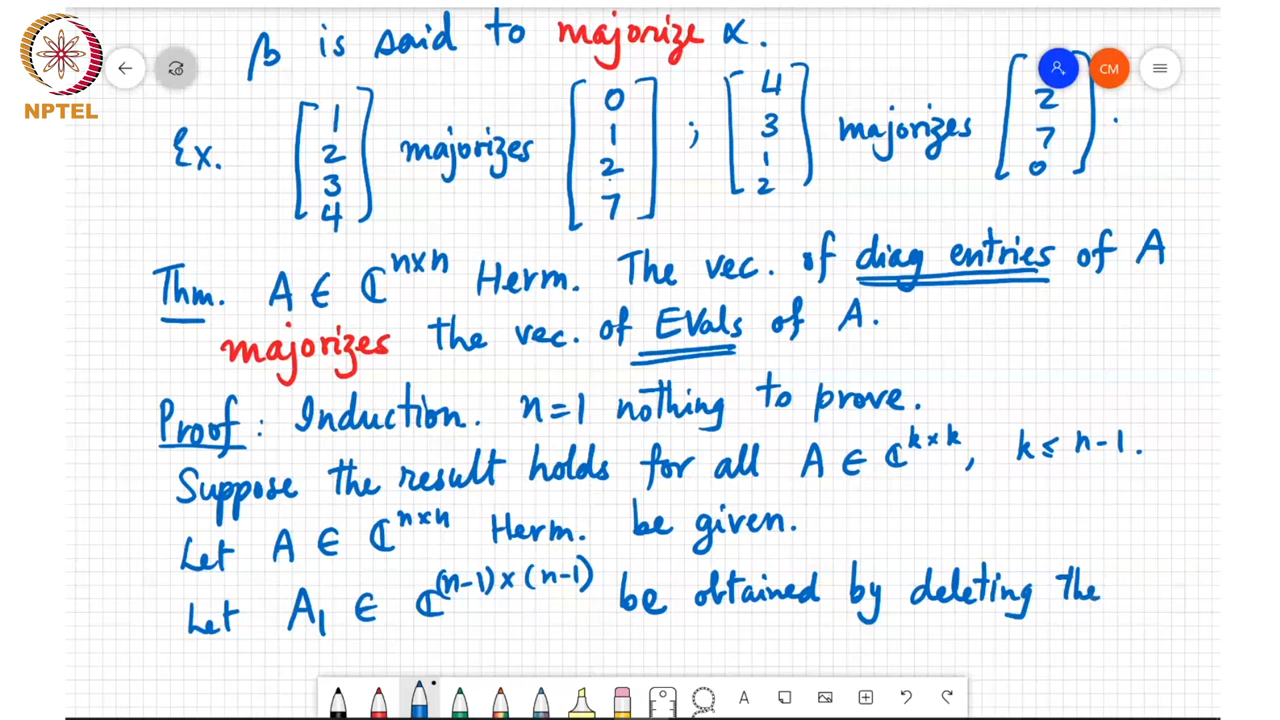 β is said to majorize α.
NPTEL
CM
Ex. [1 2 3 4] majorizes [0 1 2 7] ; [4 3 1 2] majorizes [2 7 0] .
Thm. A ∈ ℂ^{n×n} Herm. The vec. of diag entries of A
majorizes the vec. of EVals of A.
Proof : Induction. n=1 nothing to prove.
Suppose the result holds for all A ∈ ℂ^{k×k}, k ≤ n-1.
Let A ∈ ℂ^{n×n} Herm. be given.
Let A₁ ∈ ℂ^{(n-1)×(n-1)} be obtained by deleting the
A